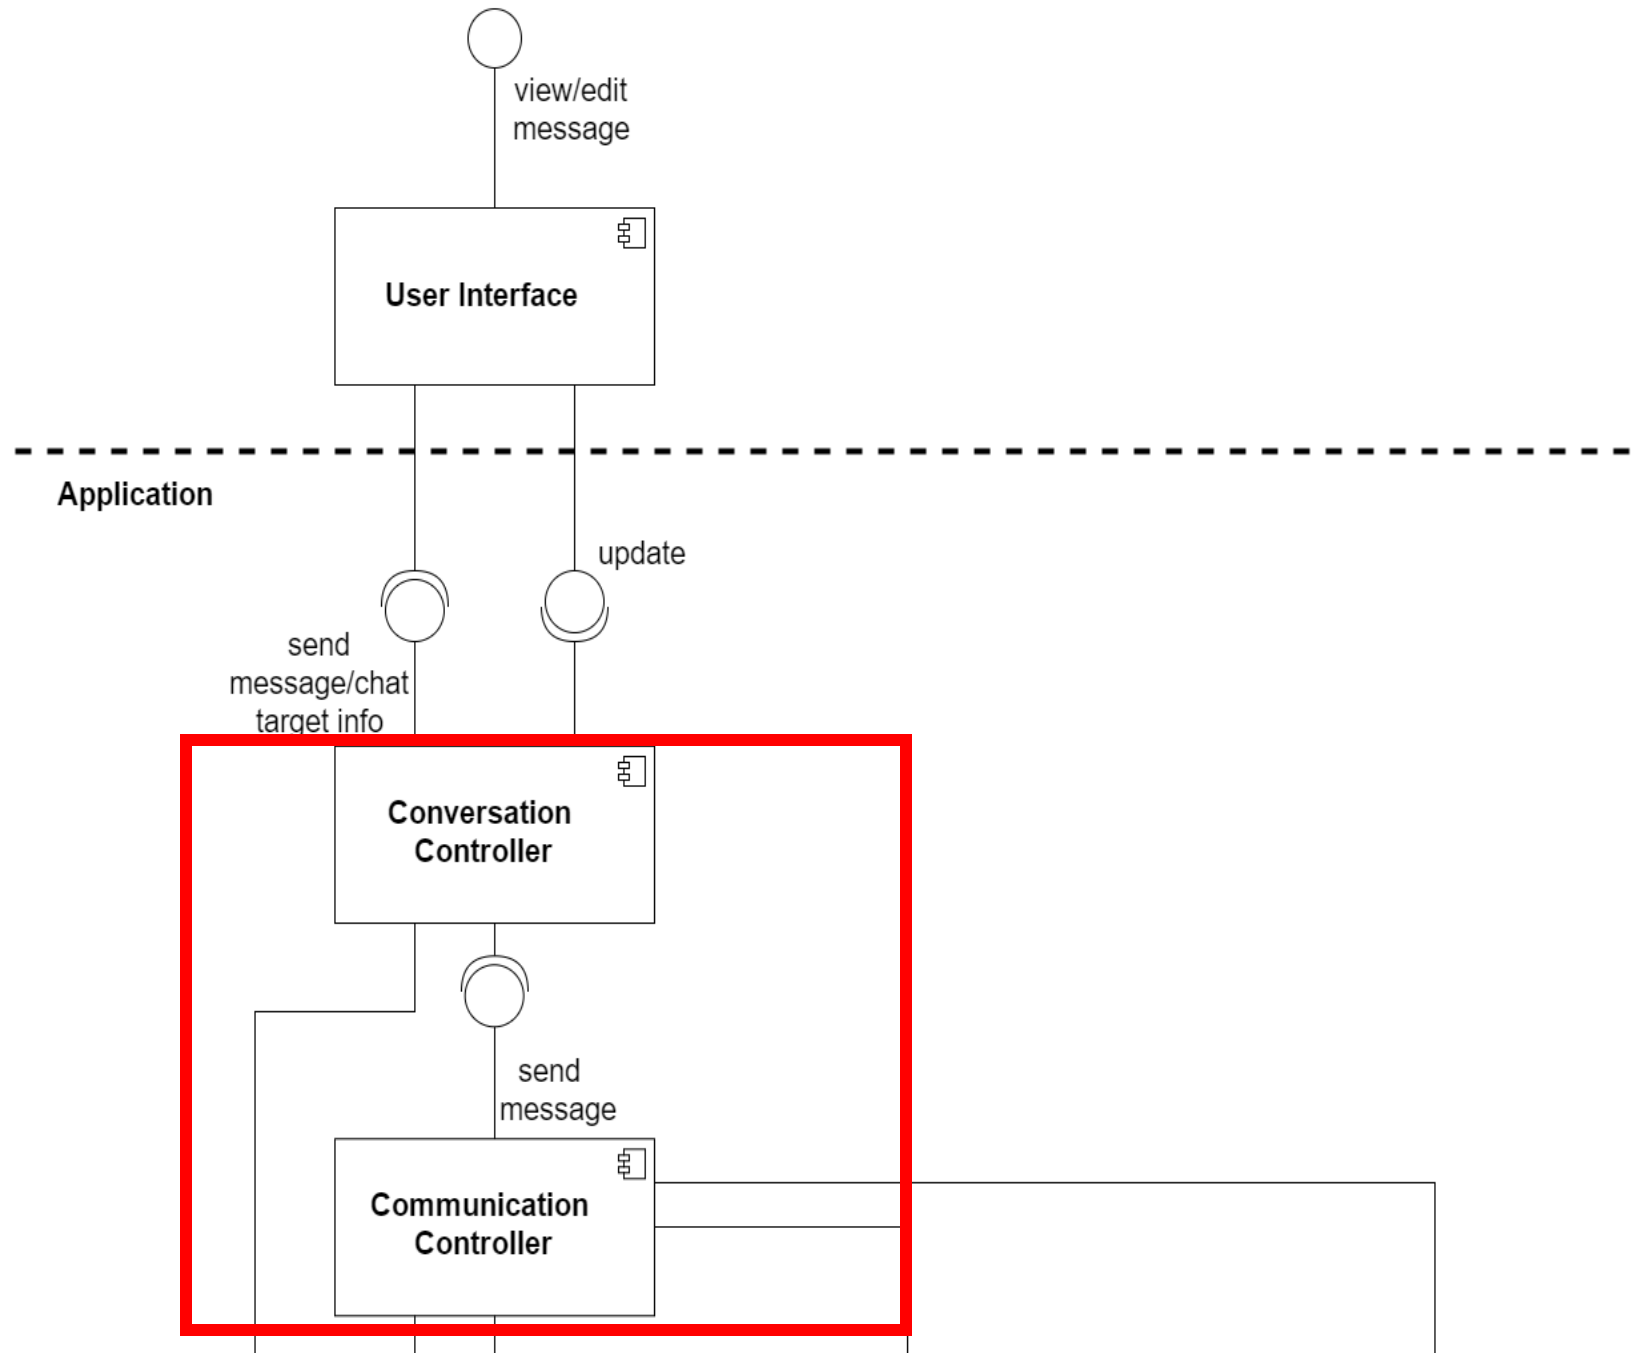 view/edit
message
User Interface
Application
update
send
message/chat
target info
Conversation
Controller
send
message
Communication
Controller